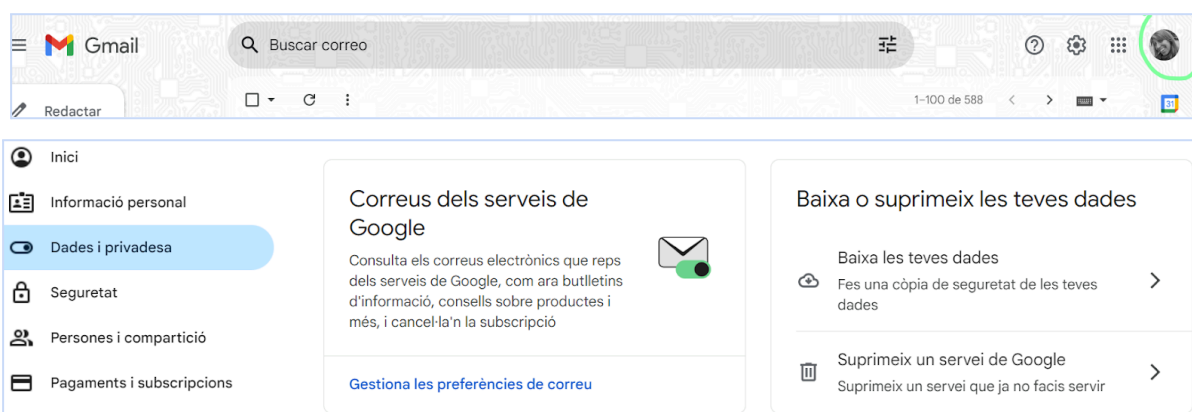 Gmail
Buscar correo
Redactar
1–100 de 588
31
Inici
Informació personal
Dades i privadesa
Seguretat
Persones i compartició
Pagaments i subscripcions
Correus dels serveis de
Google
Consulta els correus electrònics que reps
dels serveis de Google, com ara butlletins
d'informació, consells sobre productes i
més, i cancel·la'n la subscripció
Gestiona les preferències de correu
Baixa o suprimeix les teves dades
Baixa les teves dades
Fes una còpia de seguretat de les teves
dades
Suprimeix un servei de Google
Suprimeix un servei que ja no facis servir